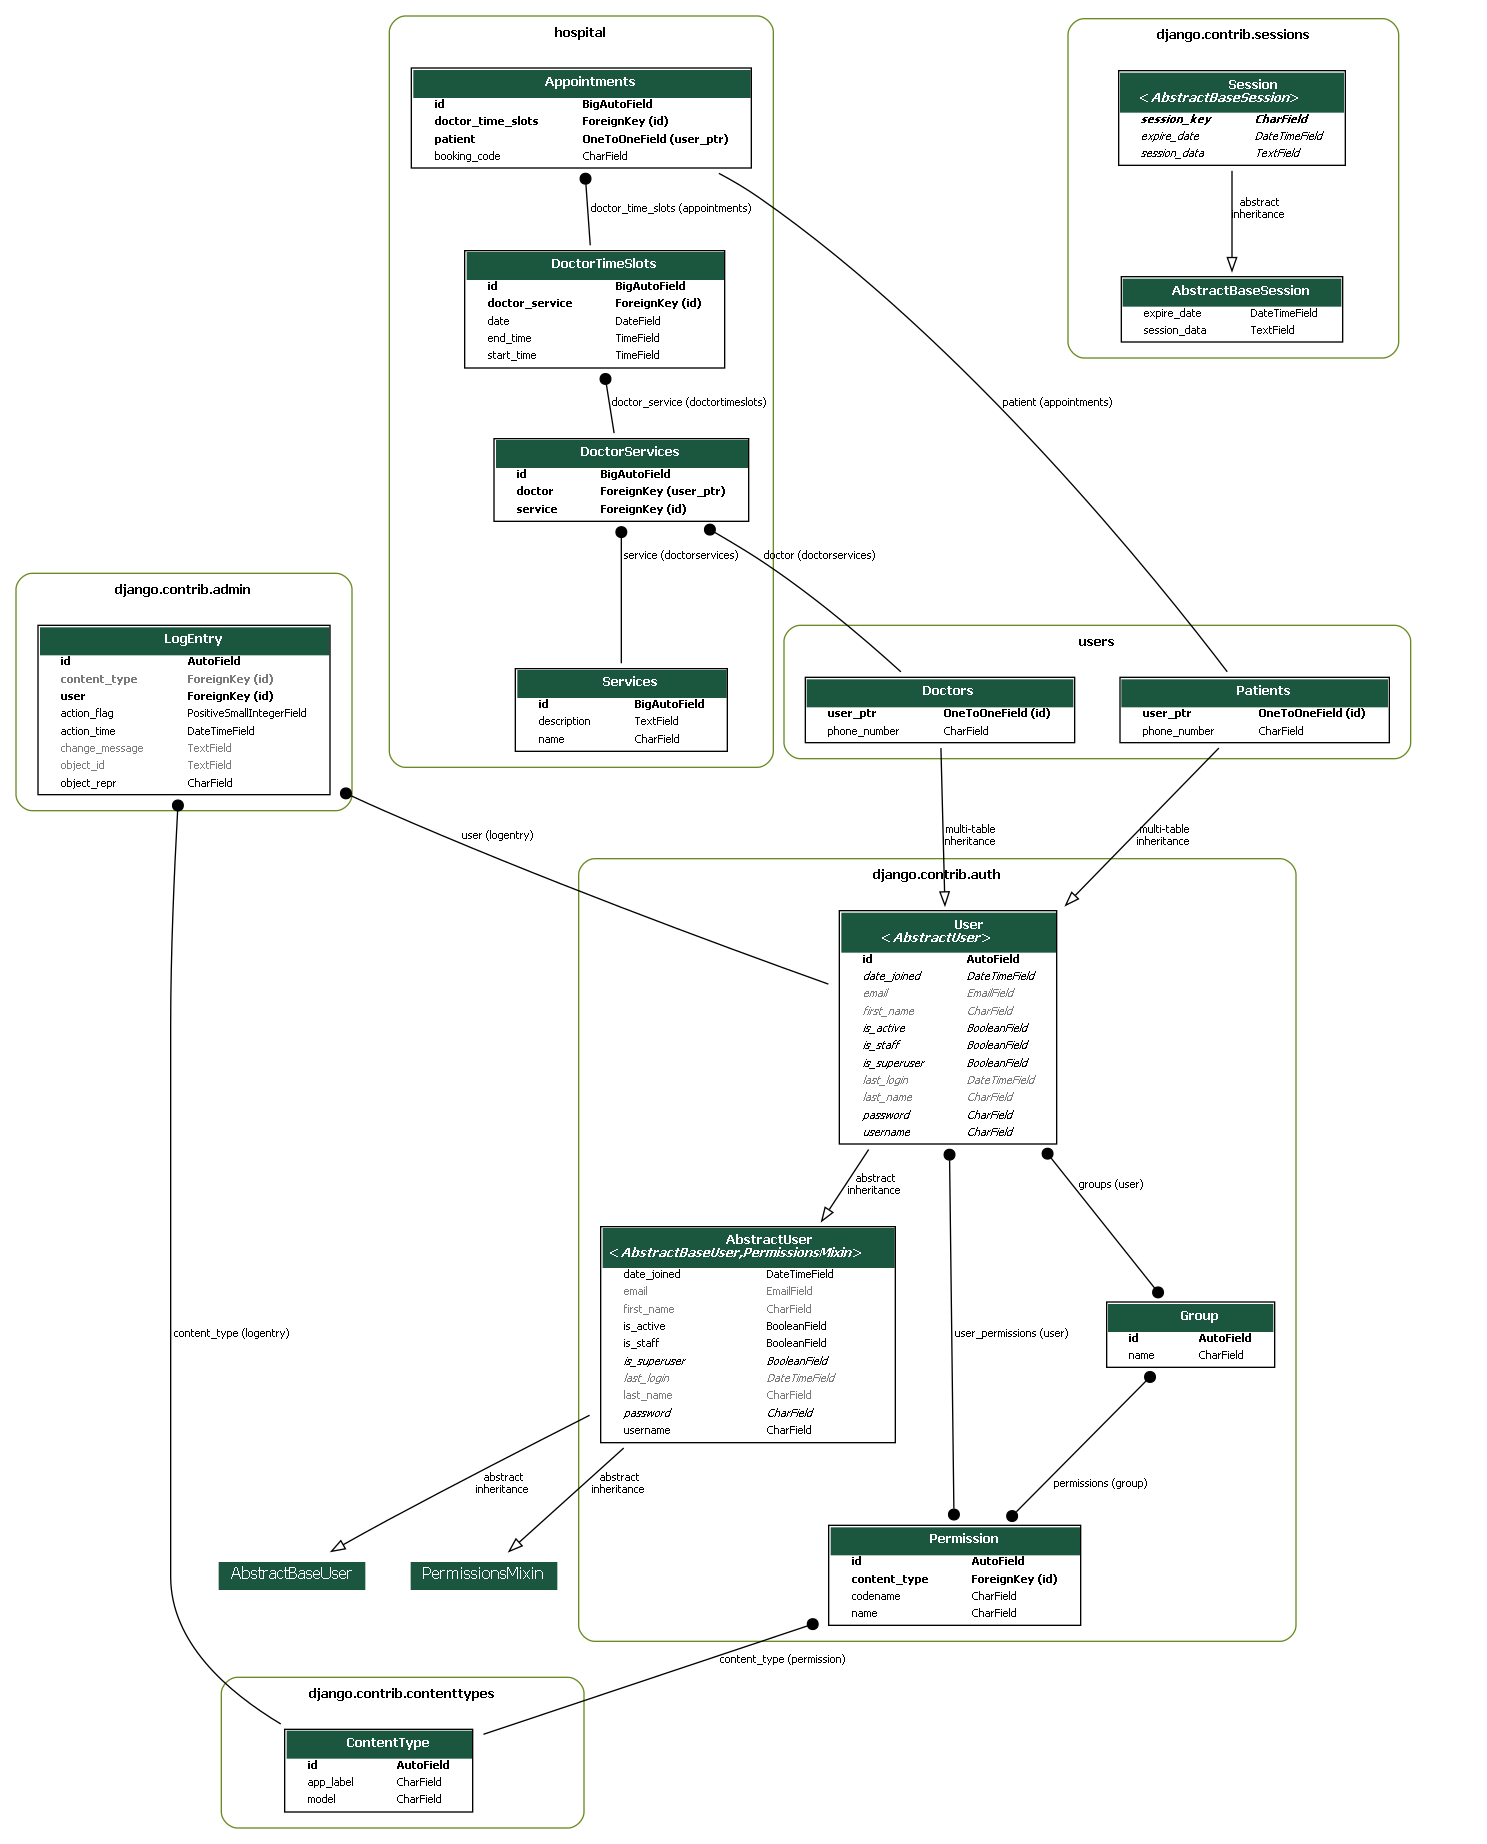 hospital
Appointments
id BigAutoField
doctor_time_slots ForeignKey (id)
patient OneToOneField (user_ptr)
booking_code CharField
doctor_time_slots (appointments)
DoctorTimeSlots
id BigAutoField
doctor_service ForeignKey (id)
date DateField
end_time TimeField
start_time TimeField
doctor_service (doctortimeslots)
DoctorServices
id BigAutoField
doctor ForeignKey (user_ptr)
service ForeignKey (id)
service (doctorservices)
doctor (doctorservices)
Services
id BigAutoField
description TextField
name CharField
django.contrib.sessions
Session
<AbstractBaseSession>
session_key CharField
expire_date DateTimeField
session_data TextField
abstract
inheritance
AbstractBaseSession
expire_date DateTimeField
session_data TextField
patient (appointments)
django.contrib.admin
LogEntry
id AutoField
content_type ForeignKey (id)
user ForeignKey (id)
action_flag PositiveSmallIntegerField
action_time DateTimeField
change_message TextField
object_id TextField
object_repr CharField
user (logentry)
users
Doctors
user_ptr OneToOneField (id)
phone_number CharField
Patients
user_ptr OneToOneField (id)
phone_number CharField
multi-table
inheritance
multi-table
inheritance
django.contrib.auth
User
<AbstractUser>
id AutoField
date_joined DateTimeField
email EmailField
first_name CharField
is_active BooleanField
is_staff BooleanField
is_superuser BooleanField
last_login DateTimeField
last_name CharField
password CharField
username CharField
abstract
inheritance
groups (user)
AbstractUser
<AbstractBaseUser,PermissionsMixin>
date_joined DateTimeField
email EmailField
first_name CharField
is_active BooleanField
is_staff BooleanField
is_superuser BooleanField
last_login DateTimeField
last_name CharField
password CharField
username CharField
content_type (logentry)
user_permissions (user)
Group
id AutoField
name CharField
abstract
inheritance
abstract
inheritance
permissions (group)
AbstractBaseUser
PermissionsMixin
Permission
id AutoField
content_type ForeignKey (id)
codename CharField
name CharField
content_type (permission)
django.contrib.contenttypes
ContentType
id AutoField
app_label CharField
model CharField